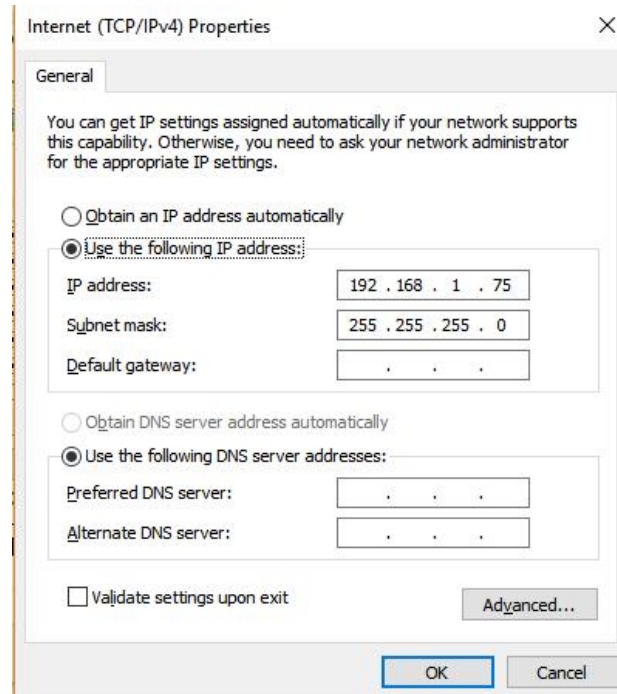 Internet (TCP/IPv4) Properties
General
You can get IP settings assigned automatically if your network supports
this capability. Otherwise, you need to ask your network administrator
for the appropriate IP settings.
Obtain an IP address automatically
Use the following IP address:
IP address: 192 . 168 . 1 . 75
Subnet mask: 255 . 255 . 255 . 0
Default gateway: . . .
Obtain DNS server address automatically
Use the following DNS server addresses:
Preferred DNS server: . . .
Alternate DNS server: . . .
Validate settings upon exit
Advanced...
OK Cancel